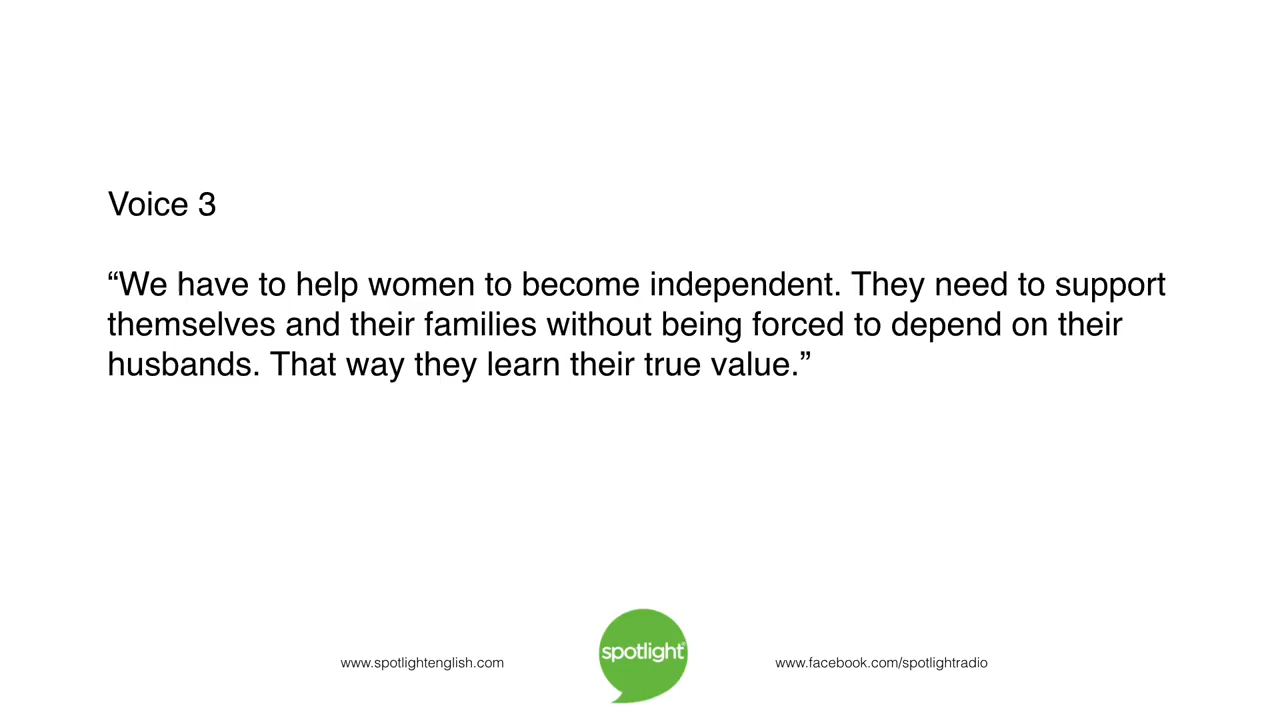 Voice 3
“We have to help women to become independent. They need to support
themselves and their families without being forced to depend on their
husbands. That way they learn their true value.”
www.spotlightenglish.com
spotlight
www.facebook.com/spotlightradio